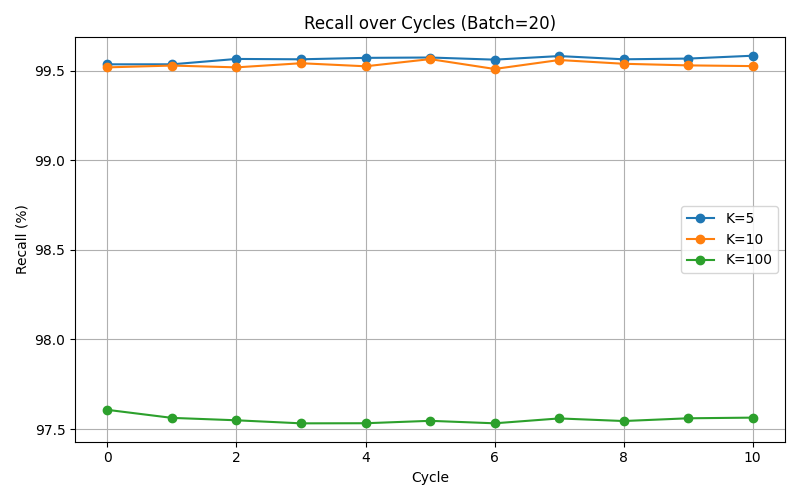 Recall over Cycles (Batch=20)
Recall (%)
99.5
99.0
98.5
98.0
97.5
K=5
K=10
K=100
0 2 4 6 8 10
Cycle